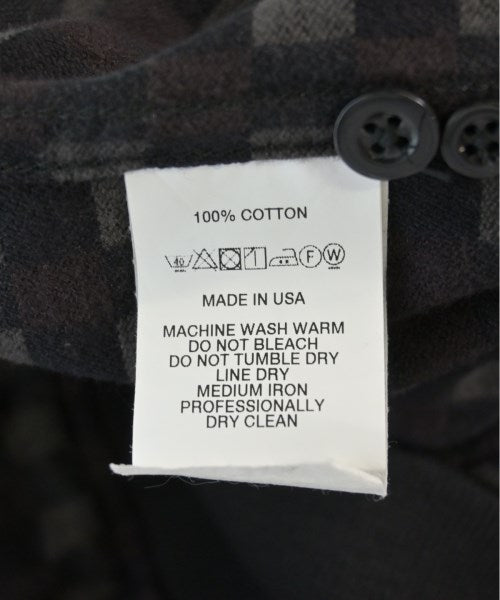 100% COTTON
40 F W
MADE IN USA
MACHINE WASH WARM
DO NOT BLEACH
DO NOT TUMBLE DRY
LINE DRY
MEDIUM IRON
PROFESSIONALLY
DRY CLEAN